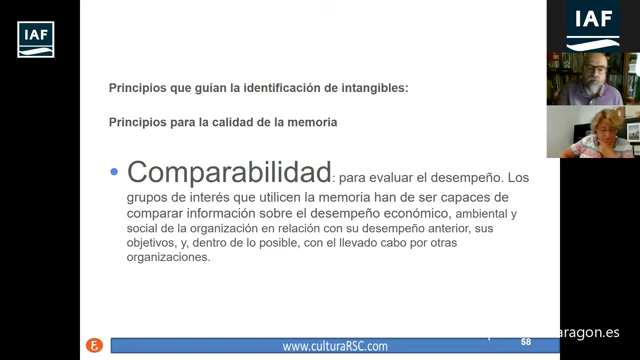 IAF
IAF
Principios que guían la identificación de intangibles:
Principios para la calidad de la memoria
• Comparabilidad: para evaluar el desempeño. Los
grupos de interés que utilicen la memoria han de ser capaces de
comparar información sobre el desempeño económico, ambiental y
social de la organización en relación con su desempeño anterior, sus
objetivos, y, dentro de lo posible, con el llevado cabo por otras
organizaciones.
www.culturaRSC.com
58
aragon.es